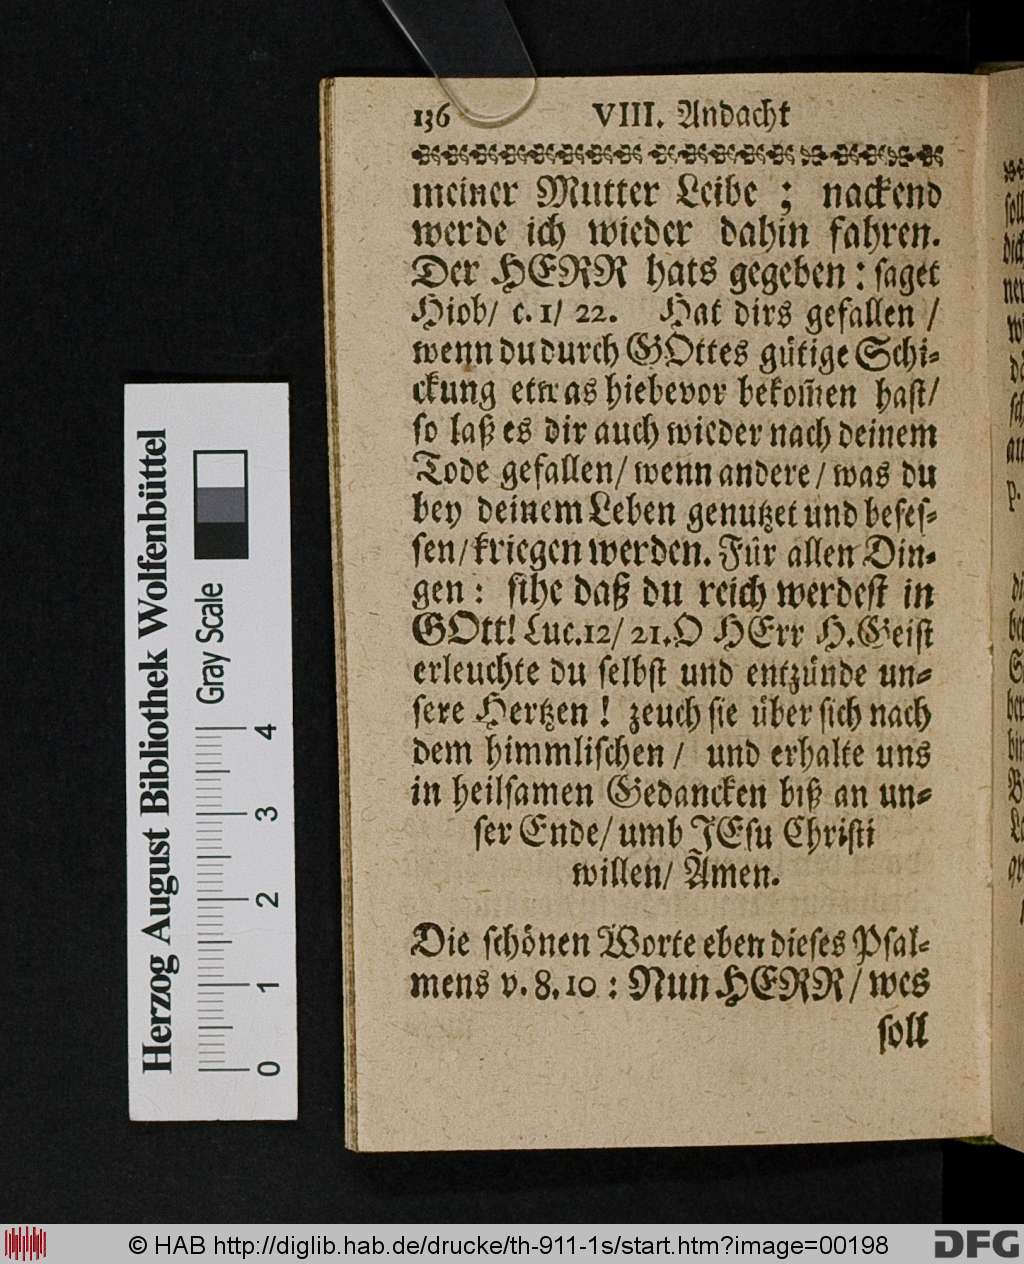 136 VIII. Andacht
meiner Mutter Leibe ; nackend
werde ich wieder dahin fahren.
Der HERR hats gegeben : saget
Hiob/ c. 1/ 22. Hat dirs gefallen /
wenn du durch GOttes gütige Schi-
ckung etwas hiebevor bekom̃en hast/
so laß es dir auch wieder nach deinem
Tode gefallen/ wenn andere / was du
bey deinem Leben genutzet und beses-
sen/ kriegen werden. Für allen Din-
gen : sihe daß du reich werdest in
GOtt! Luc. 12/ 21. O HErr H. Geist
erleuchte du selbst und entzünde un-
sere Hertzen ! zeuch sie über sich nach
dem himmlischen / und erhalte uns
in heilsamen Gedancken biß an un-
ser Ende/ umb JEsu Christi
willen/ Amen.
Die schönen Worte eben dieses Psal-
mens v. 8. 10 : Nun HERR/ wes
soll
Herzog August Bibliothek Wolfenbüttel
Gray Scale
0 1 2 3 4
© HAB http://diglib.hab.de/drucke/th-911-1s/start.htm?image=00198
DFG